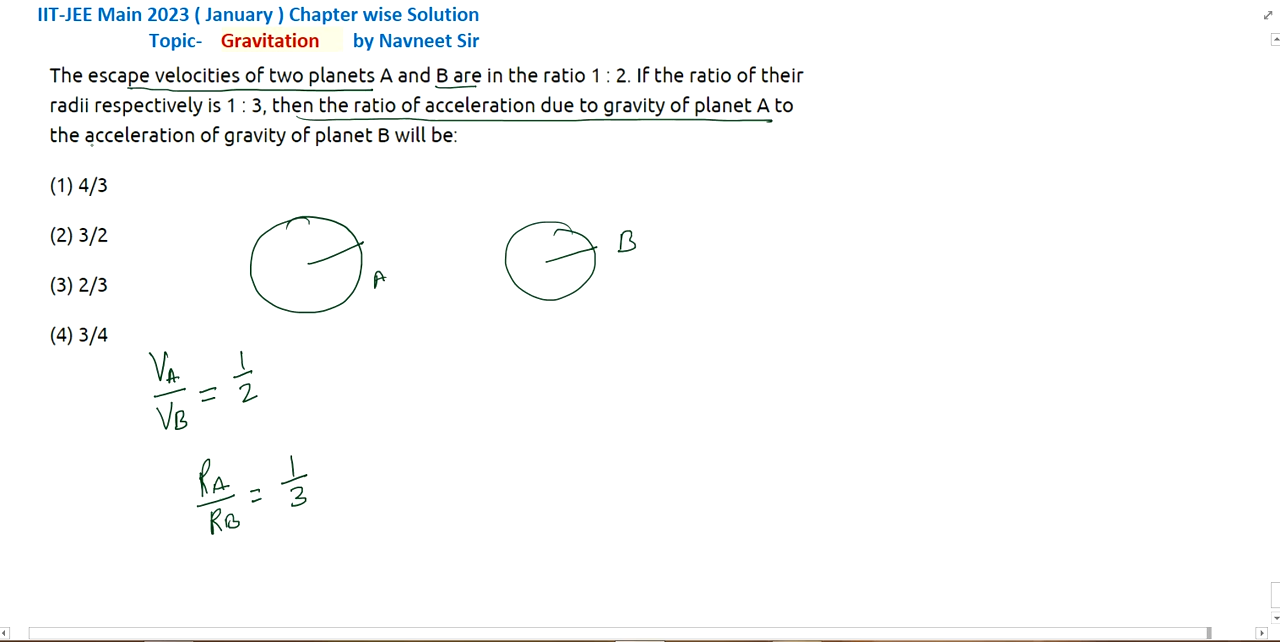 IIT-JEE Main 2023 ( January ) Chapter wise Solution
Topic- Gravitation by Navneet Sir
The escape velocities of two planets A and B are in the ratio 1 : 2. If the ratio of their
radii respectively is 1 : 3, then the ratio of acceleration due to gravity of planet A to
the acceleration of gravity of planet B will be:
(1) 4/3
(2) 3/2
(3) 2/3
(4) 3/4
A
B
VA/VB = 1/2
RA/RB = 1/3